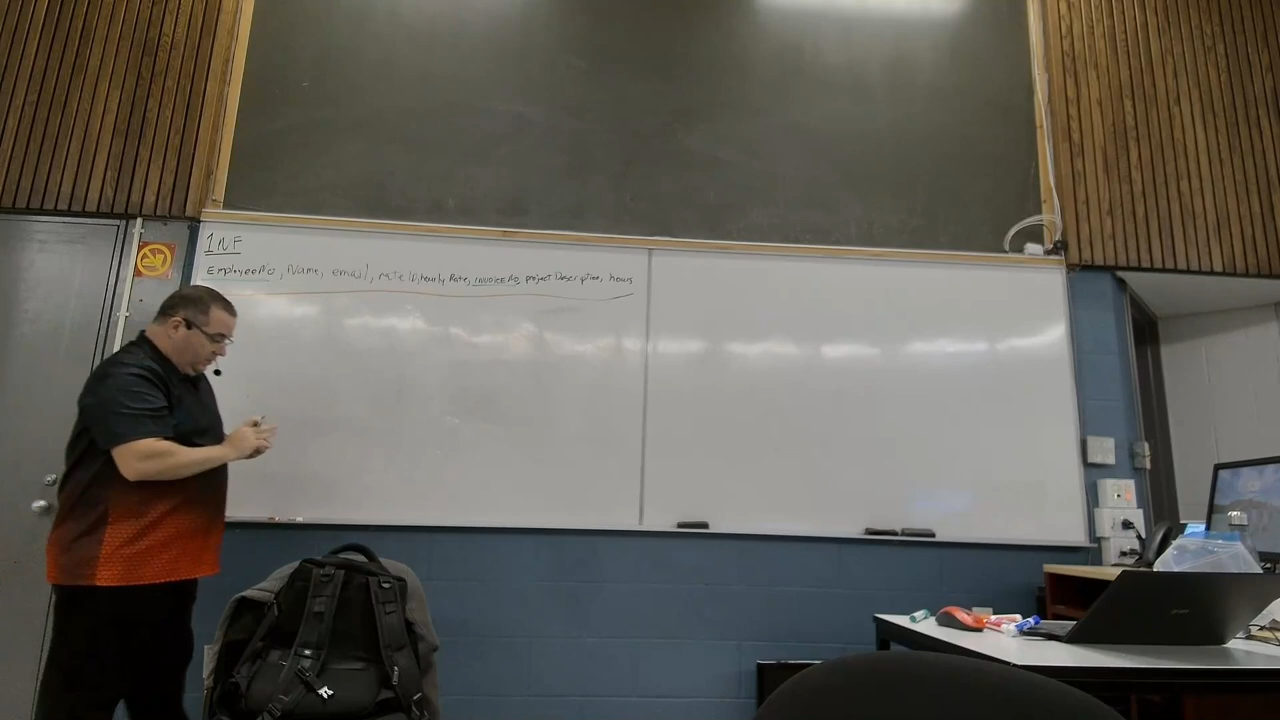 1NF
EmployeeNo, Name, email, rateID, hourly Rate, invoiceNo, project Description, hours